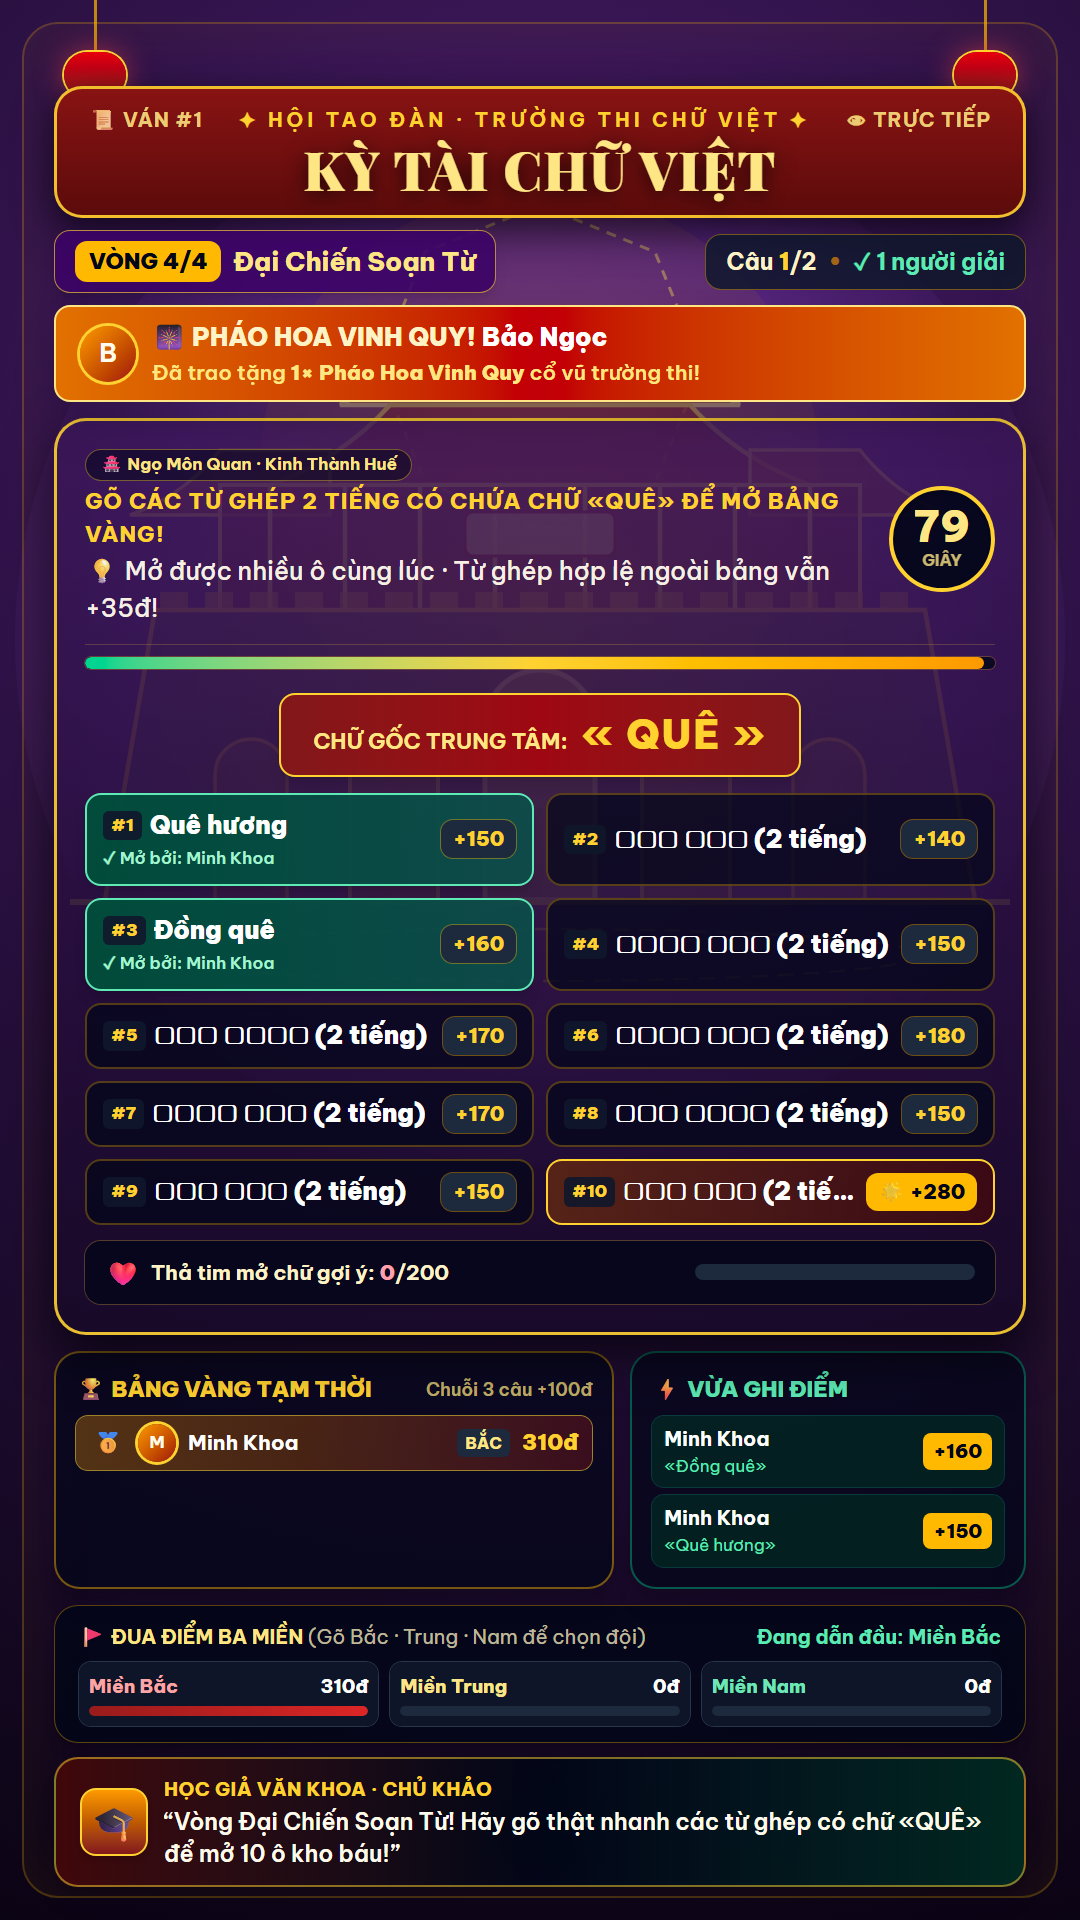 📜 VÁN #1
✦ HỘI TAO ĐÀN · TRƯỜNG THI CHỮ VIỆT ✦
👁 TRỰC TIẾP
KỲ TÀI CHỮ VIỆT
VÒNG 4/4 Đại Chiến Soạn Từ
Câu 1/2 • ✓ 1 người giải
B
🎆 PHÁO HOA VINH QUY! Bảo Ngọc
Đã trao tặng 1× Pháo Hoa Vinh Quy cổ vũ trường thi!
🏯 Ngọ Môn Quan · Kinh Thành Huế
GÕ CÁC TỪ GHÉP 2 TIẾNG CÓ CHỨA CHỮ «QUÊ» ĐỂ MỞ BẢNG
VÀNG!
💡 Mở được nhiều ô cùng lúc · Từ ghép hợp lệ ngoài bảng vẫn
+35đ!
79
GIÂY
CHỮ GỐC TRUNG TÂM: « QUÊ »
#1 Quê hương
✓ Mở bởi: Minh Khoa
+150
#2 □□□ □□□ (2 tiếng) +140
#3 Đồng quê
✓ Mở bởi: Minh Khoa
+160
#4 □□□□ □□□ (2 tiếng) +150
#5 □□□ □□□□ (2 tiếng) +170
#6 □□□□ □□□ (2 tiếng) +180
#7 □□□□ □□□ (2 tiếng) +170
#8 □□□ □□□□ (2 tiếng) +150
#9 □□□ □□□ (2 tiếng) +150
#10 □□□ □□□ (2 tiế... 🌟 +280
💖 Thả tim mở chữ gợi ý: 0/200
🏆 BẢNG VÀNG TẠM THỜI
Chuỗi 3 câu +100đ
🥇 M Minh Khoa BẮC 310đ
⚡ VỪA GHI ĐIỂM
Minh Khoa
«Đồng quê»
+160
Minh Khoa
«Quê hương»
+150
🚩 ĐUA ĐIỂM BA MIỀN (Gõ Bắc · Trung · Nam để chọn đội)
Đang dẫn đầu: Miền Bắc
Miền Bắc 310đ
Miền Trung 0đ
Miền Nam 0đ
🎓
HỌC GIẢ VĂN KHOA · CHỦ KHẢO
“Vòng Đại Chiến Soạn Từ! Hãy gõ thật nhanh các từ ghép có chữ «QUÊ»
để mở 10 ô kho báu!”